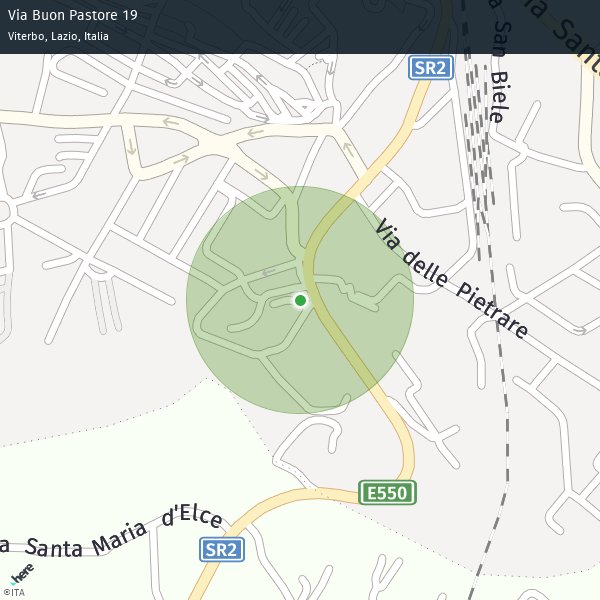 Via Buon Pastore 19
Viterbo, Lazio, Italia
SR2
San Biele
Santa
Via delle Pietrare
E550
Santa Maria d'Elce
SR2
here
©ITA